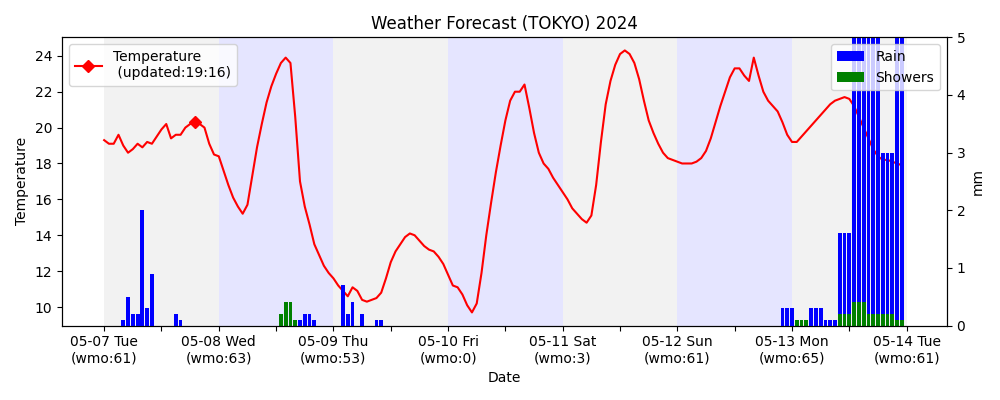 Weather Forecast (TOKYO) 2024
Temperature
(updated:19:16)
Rain
Showers
Temperature
24
22
20
18
16
14
12
10
5
4
3
2
1
0
mm
05-07 Tue
(wmo:61)
05-08 Wed
(wmo:63)
05-09 Thu
(wmo:53)
05-10 Fri
(wmo:0)
05-11 Sat
(wmo:3)
05-12 Sun
(wmo:61)
05-13 Mon
(wmo:65)
05-14 Tue
(wmo:61)
Date